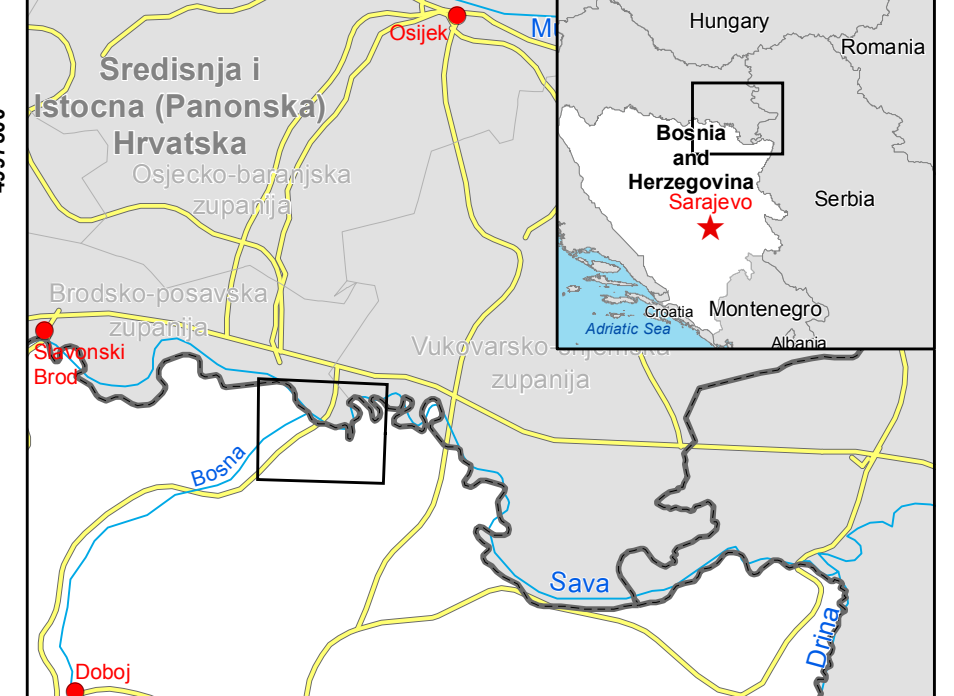 Osijek
Sredisnja i
Istocna (Panonska)
Hrvatska
Osjecko-baranjska
zupanija
Brodsko-posavska
zupanija
Slavonski
Brod
Vukovarsko-srijemska
zupanija
Bosna
Sava
Drina
Doboj
Hungary
Romania
Bosnia
and
Herzegovina
Sarajevo
Serbia
Croatia
Montenegro
Adriatic Sea
Albania